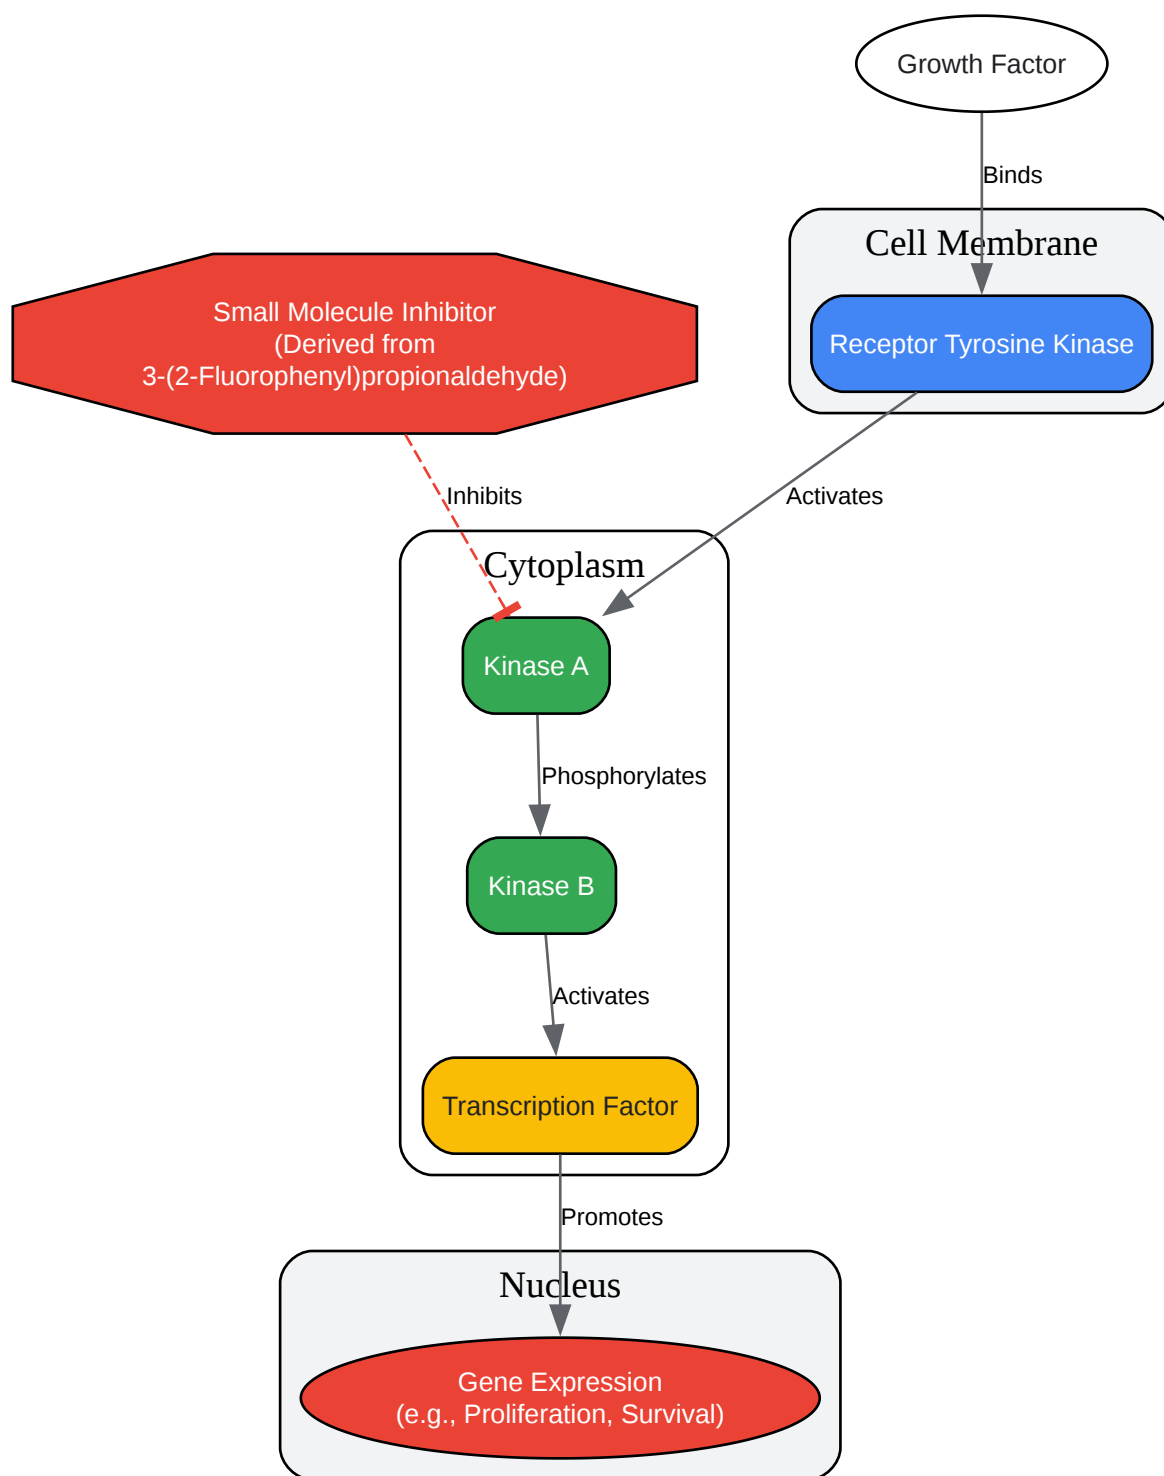 Growth Factor
Binds
Cell Membrane
Receptor Tyrosine Kinase
Small Molecule Inhibitor
(Derived from
3-(2-Fluorophenyl)propionaldehyde)
Inhibits
Activates
Cytoplasm
Kinase A
Phosphorylates
Kinase B
Activates
Transcription Factor
Promotes
Nucleus
Gene Expression
(e.g., Proliferation, Survival)